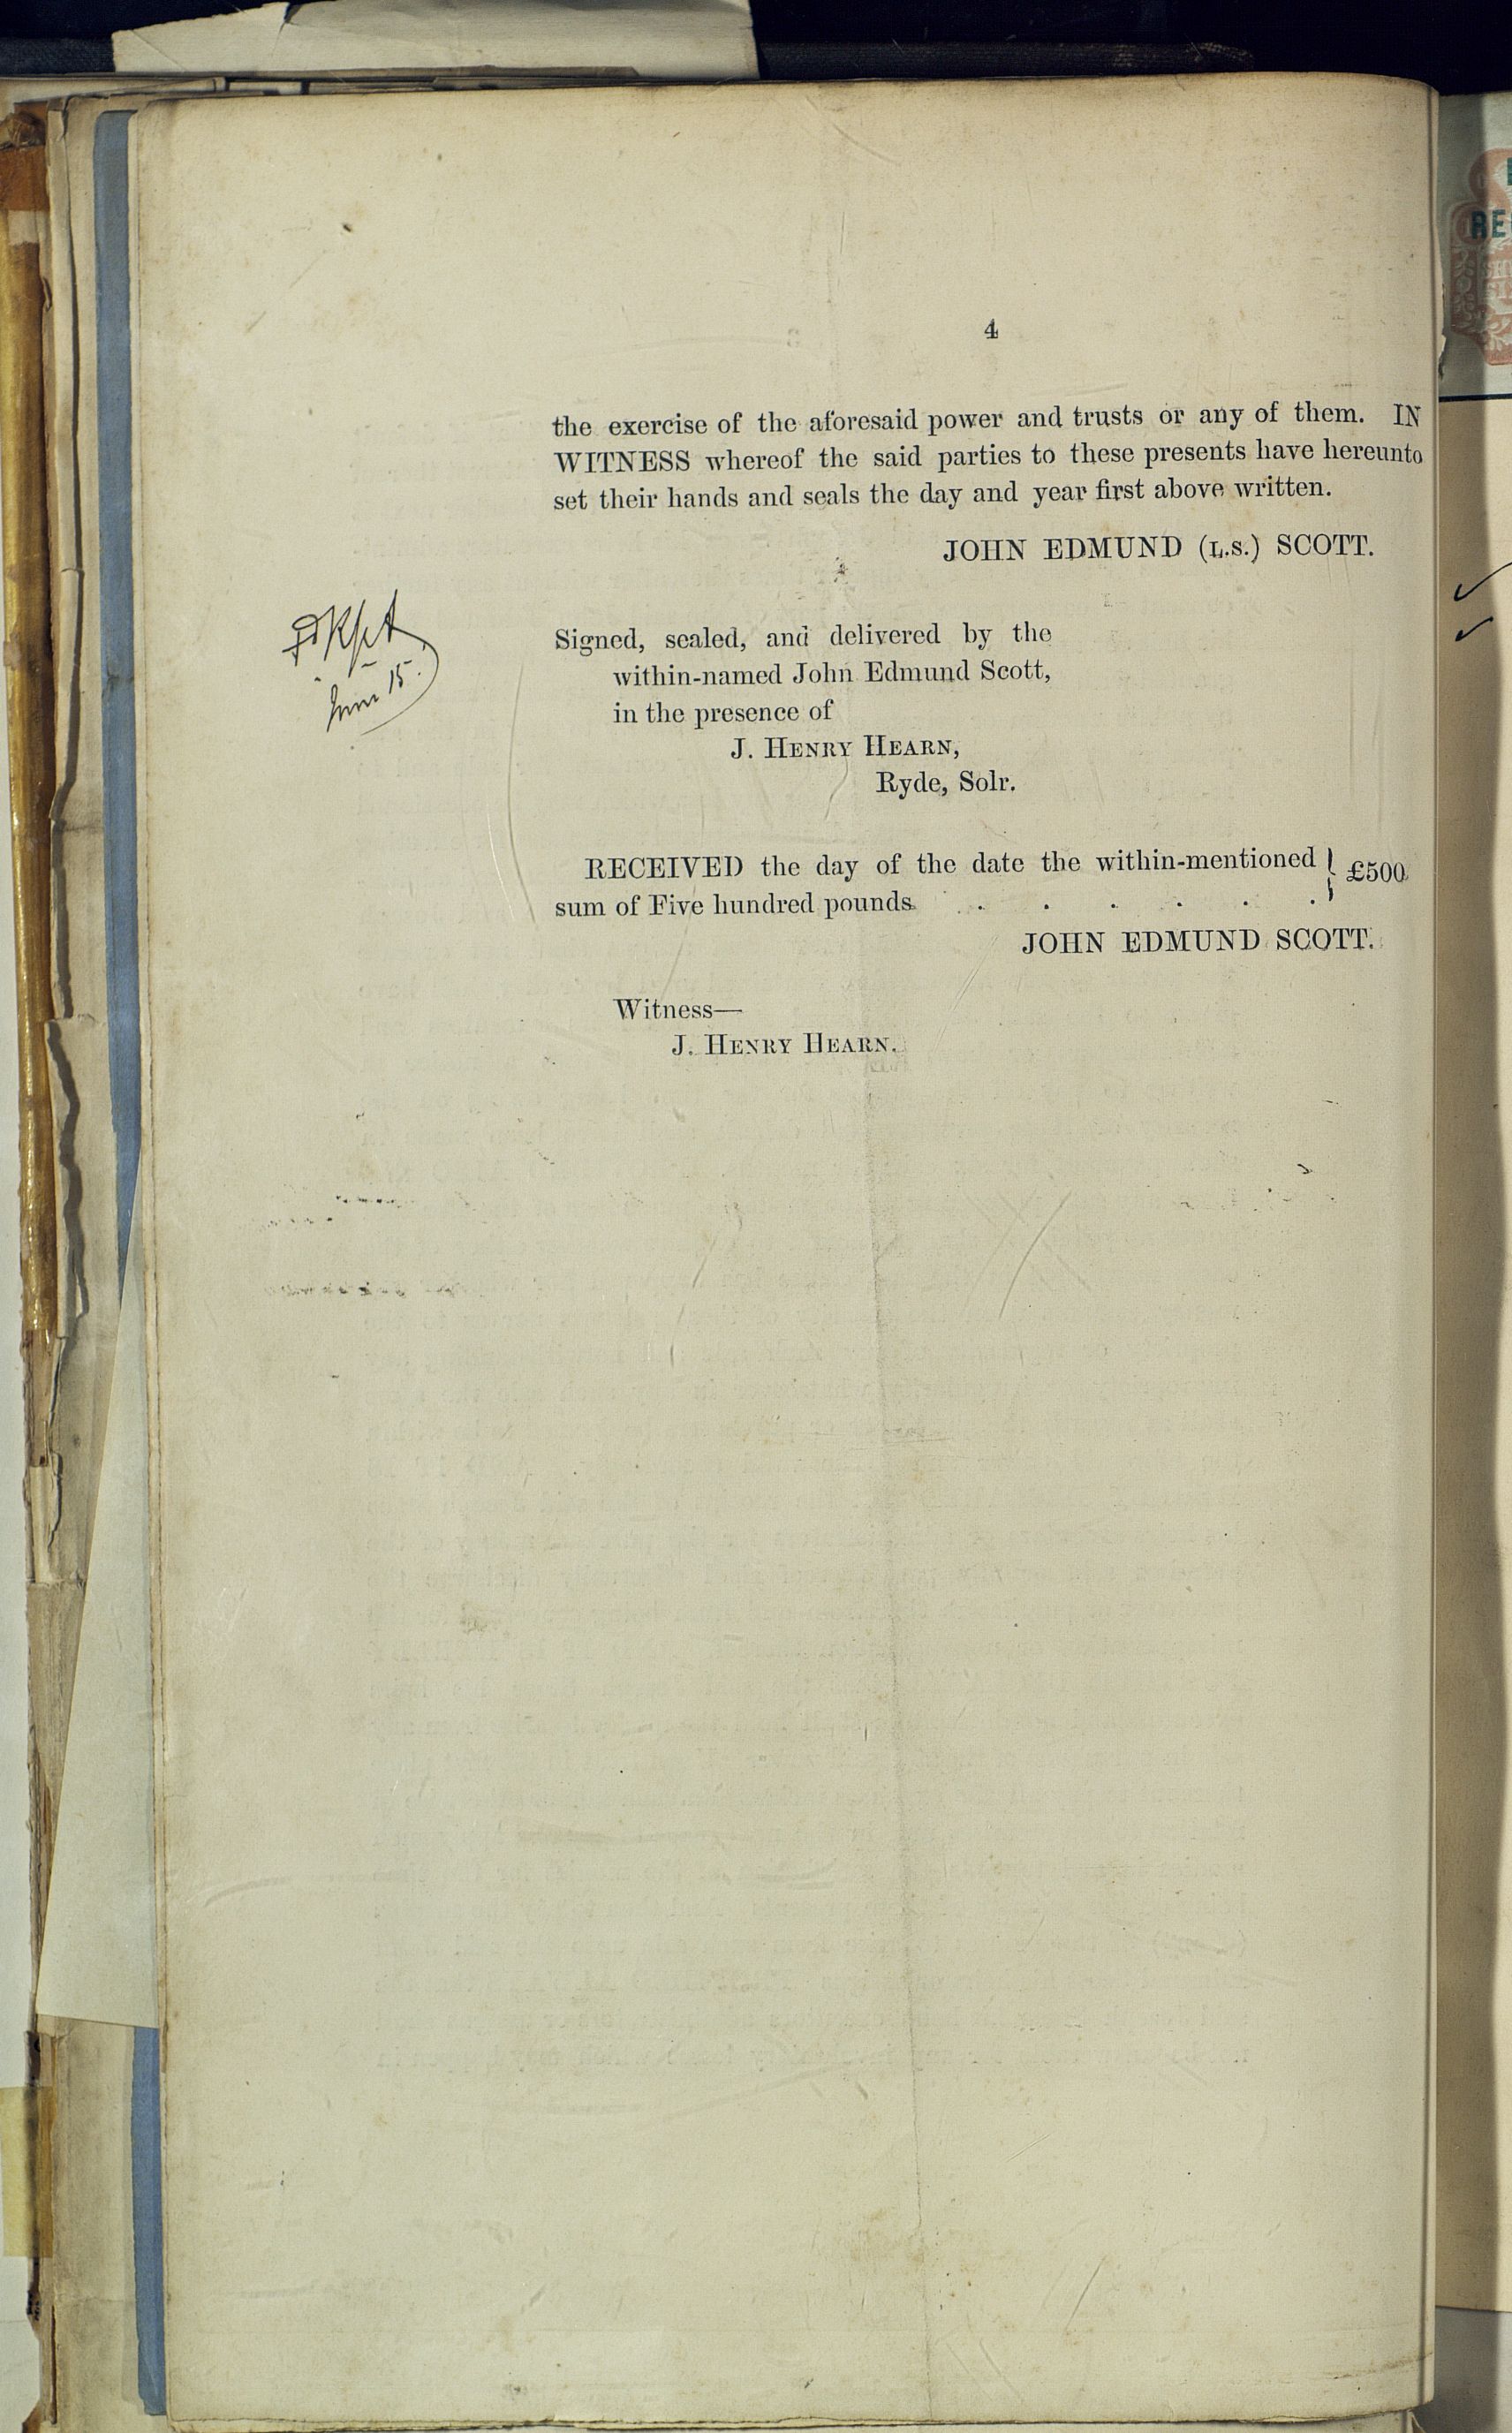 4
the exercise of the aforesaid power and trusts or any of them. IN
WITNESS whereof the said parties to these presents have hereunto
set their hands and seals the day and year first above written.
JOHN EDMUND (L.S.) SCOTT.
Signed, sealed, and delivered by the
within-named John Edmund Scott,
in the presence of
J. HENRY HEARN,
Ryde, Solr.
RECEIVED the day of the date the within-mentioned } £500
sum of Five hundred pounds . . . . . .
JOHN EDMUND SCOTT.
Witness—
J. HENRY HEARN.
15
RE